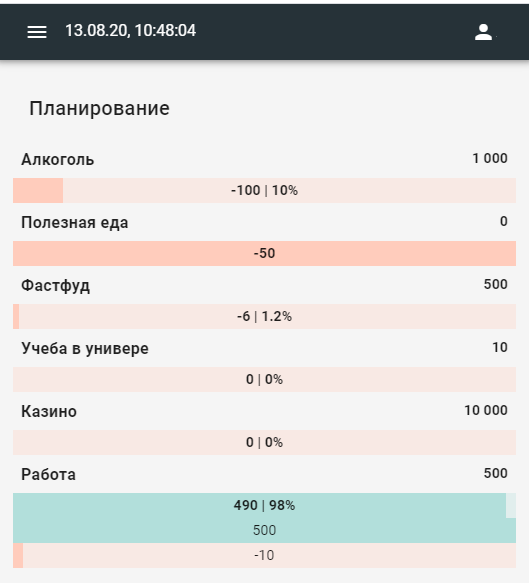 13.08.20, 10:48:04
Планирование
Алкоголь 1 000
-100 | 10%
Полезная еда 0
-50
Фастфуд 500
-6 | 1.2%
Учеба в универе 10
0 | 0%
Казино 10 000
0 | 0%
Работа 500
490 | 98%
500
-10